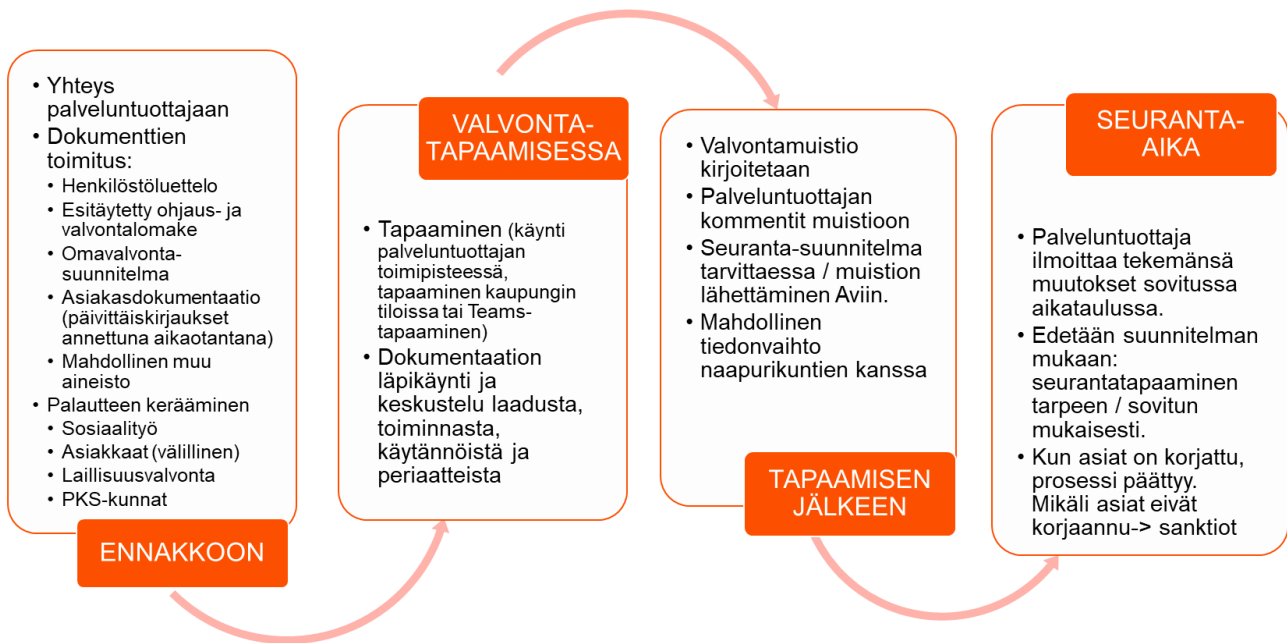 • Yhteys
palveluntuottajaan
• Dokumenttien
toimitus:
• Henkilöstöluettelo
• Esitäytetty ohjaus- ja
valvontalomake
• Omavalvonta-
suunnitelma
• Asiakasdokumentaatio
(päivittäiskirjaukset
annettuna aikaotantana)
• Mahdollinen muu
aineisto
• Palautteen kerääminen
• Sosiaalityö
• Asiakkaat (välillinen)
• Laillisuusvalvonta
• PKS-kunnat
ENNAKKOON
VALVONTA-
TAPAAMISESSA
• Tapaaminen (käynti
palveluntuottajan
toimipisteessä,
tapaaminen kaupungin
tiloissa tai Teams-
tapaaminen)
• Dokumentaation
läpikäynti ja
keskustelu laadusta,
toiminnasta,
käytännöistä ja
periaatteista
• Valvontamuistio
kirjoitetaan
• Palveluntuottajan
kommentit muistioon
• Seuranta-suunnitelma
tarvittaessa / muistion
lähettäminen Aviin.
• Mahdollinen
tiedonvaihto
naapurikuntien kanssa
TAPAAMISEN
JÄLKEEN
SEURANTA-
AIKA
• Palveluntuottaja
ilmoittaa tekemänsä
muutokset sovitussa
aikataulussa.
• Edetään suunnitelman
mukaan:
seurantatapaaminen
tarpeen / sovitun
mukaisesti.
• Kun asiat on korjattu,
prosessi päättyy.
Mikäli asiat eivät
korjaannu-> sanktiot